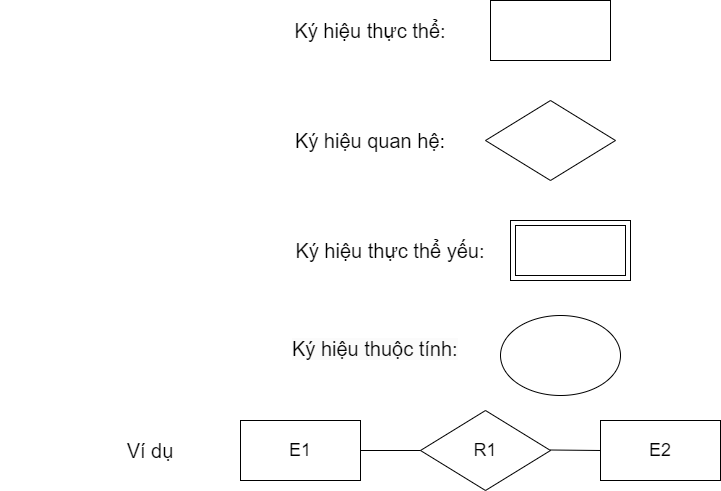 Ký hiệu thực thể:
Ký hiệu quan hệ:
Ký hiệu thực thể yếu:
Ký hiệu thuộc tính:
Ví dụ E1 R1 E2